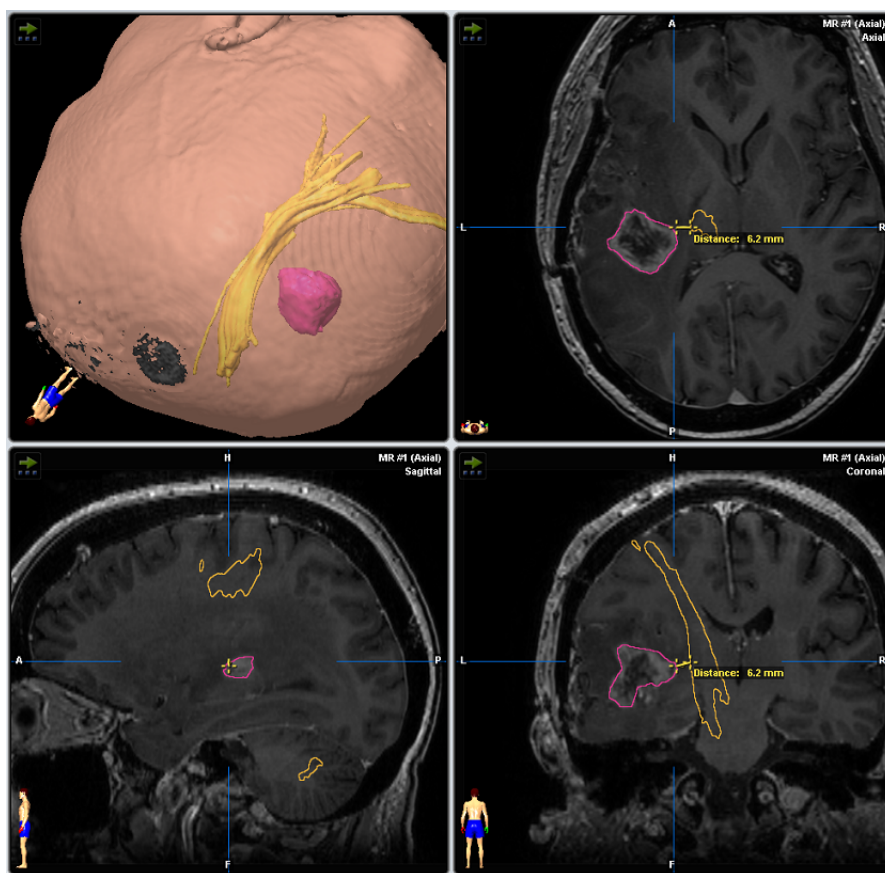 A
MR #1 (Axial)
Axial
L
R
Distance: 6.2 mm
P
H
MR #1 (Axial)
Sagittal
A
P
F
H
MR #1 (Axial)
Coronal
L
R
Distance: 6.2 mm
F